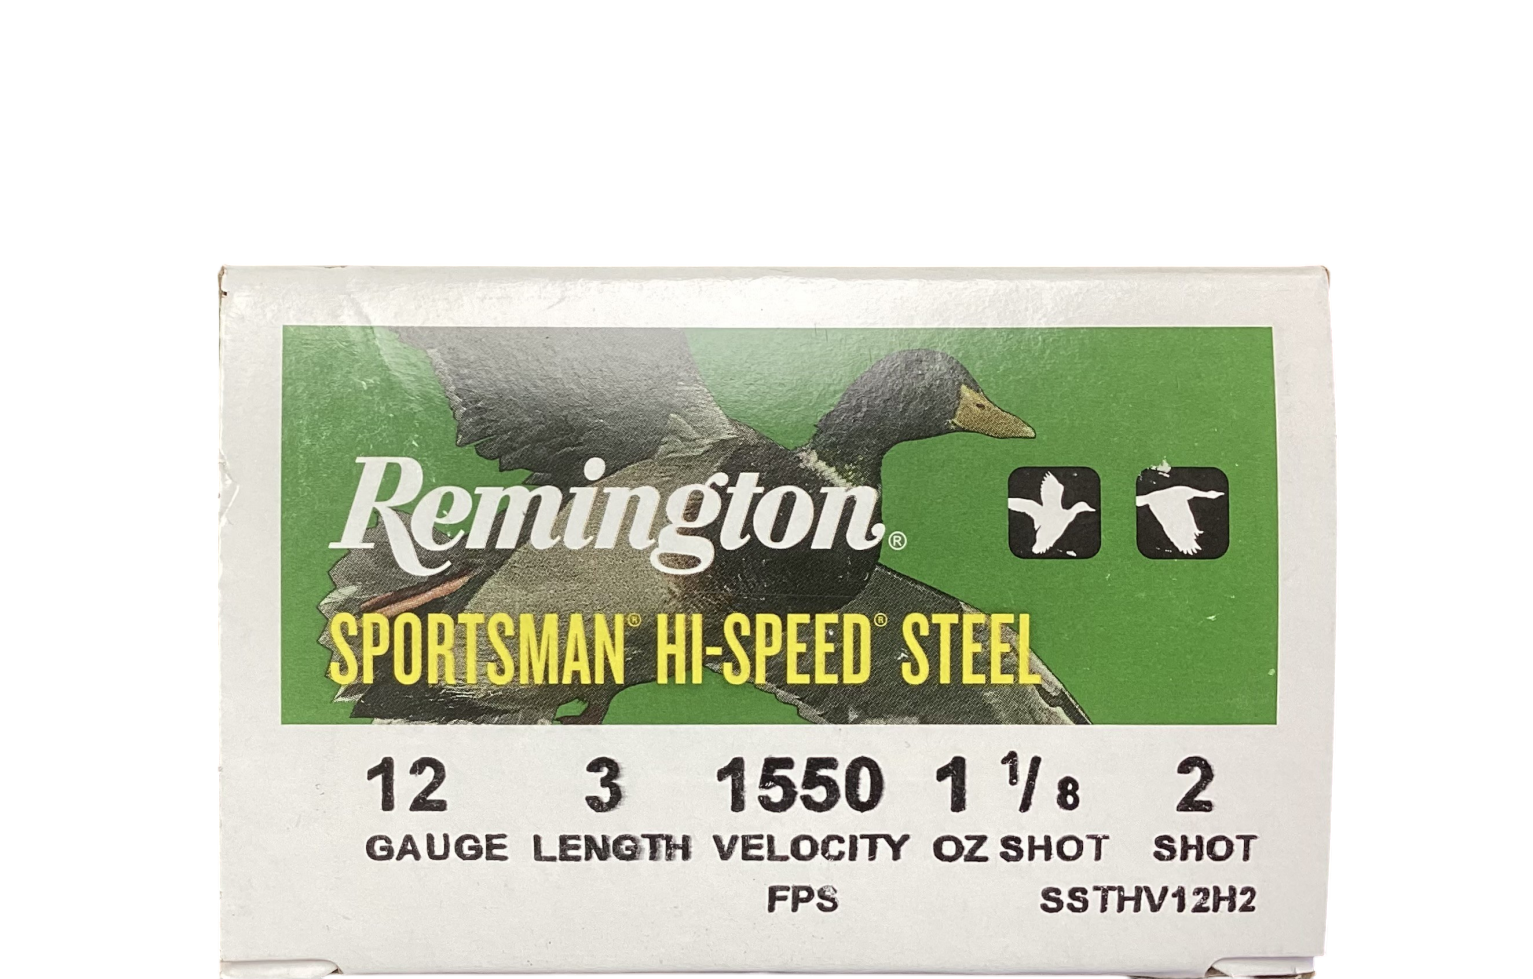 Remington®
SPORTSMAN® HI-SPEED® STEEL
12 3 1550 1 1/8 2
GAUGE LENGTH VELOCITY OZ SHOT SHOT
FPS SSTHV12H2